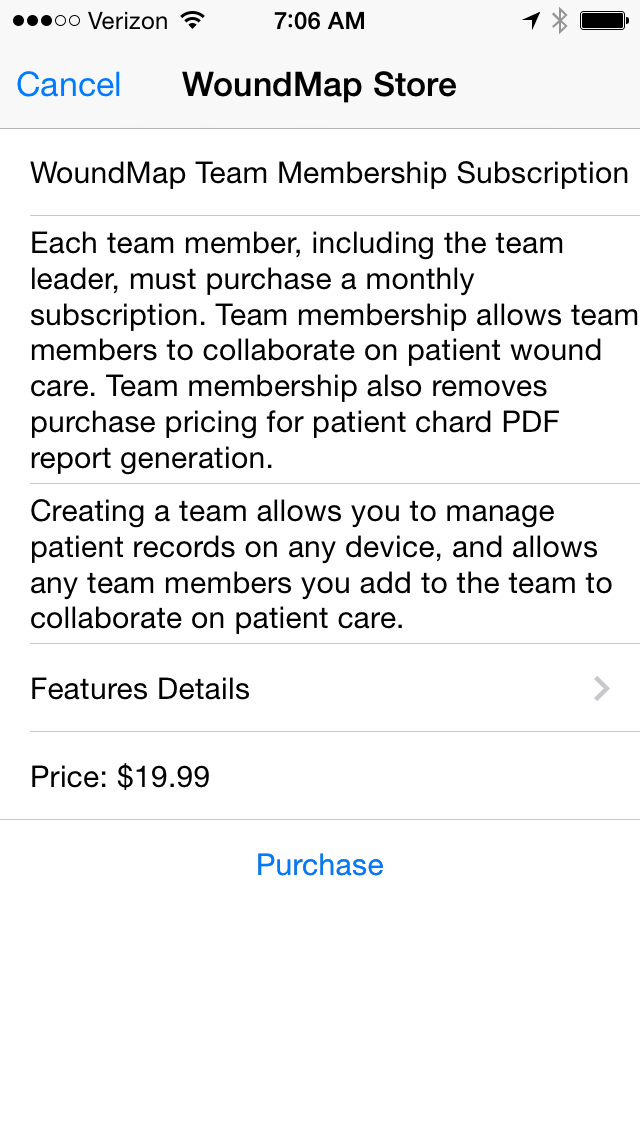 Verizon 7:06 AM
Cancel WoundMap Store
WoundMap Team Membership Subscription
Each team member, including the team
leader, must purchase a monthly
subscription. Team membership allows team
members to collaborate on patient wound
care. Team membership also removes
purchase pricing for patient chard PDF
report generation.
Creating a team allows you to manage
patient records on any device, and allows
any team members you add to the team to
collaborate on patient care.
Features Details
Price: $19.99
Purchase